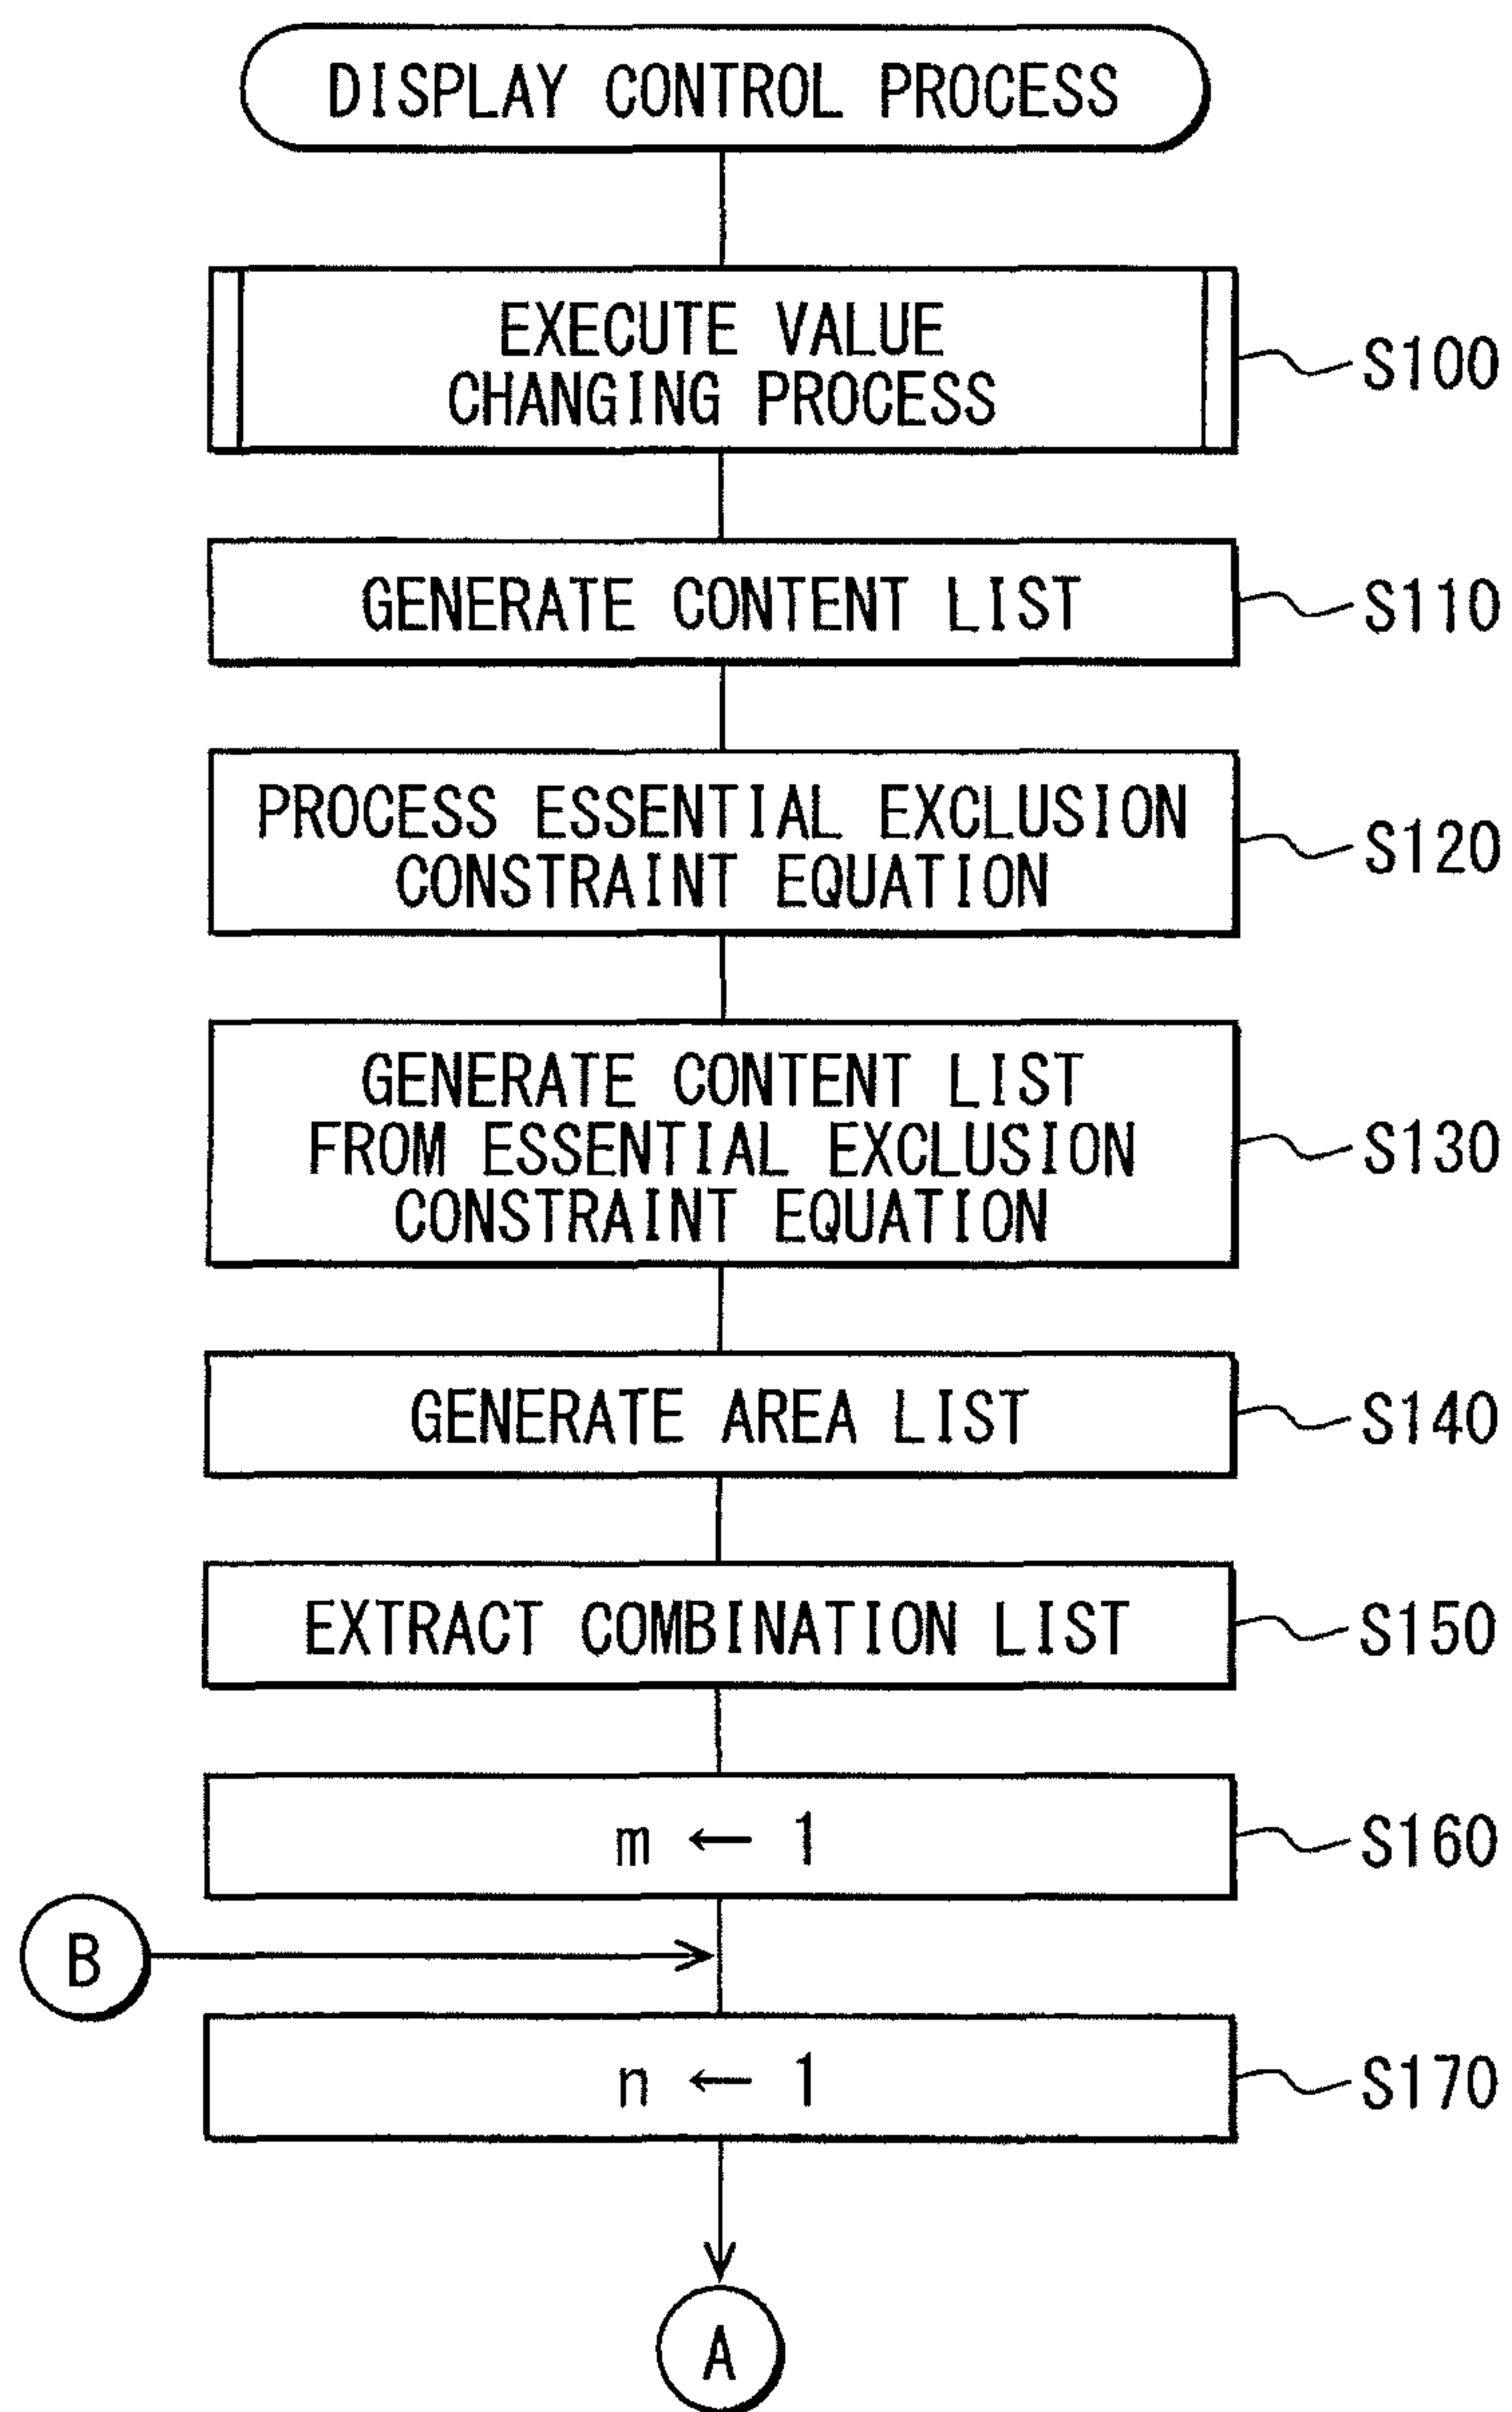 DISPLAY CONTROL PROCESS
EXECUTE VALUE
CHANGING PROCESS
S100
GENERATE CONTENT LIST
S110
PROCESS ESSENTIAL EXCLUSION
CONSTRAINT EQUATION
S120
GENERATE CONTENT LIST
FROM ESSENTIAL EXCLUSION
CONSTRAINT EQUATION
S130
GENERATE AREA LIST
S140
EXTRACT COMBINATION LIST
S150
m ← 1
S160
B
n ← 1
S170
A